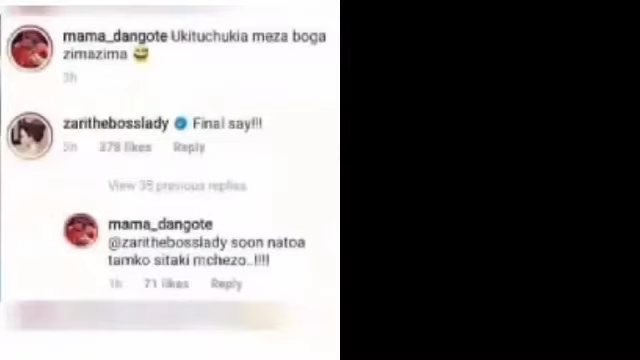 mama_dangote Ukituchukia meza boga
zimazima 😅
3h
zarithebosslady Final say!!!
3h 378 likes Reply
View 35 previous replies
mama_dangote
@zarithebosslady soon natoa
tamko sitaki mchezo..!!!!
1h 71 likes Reply